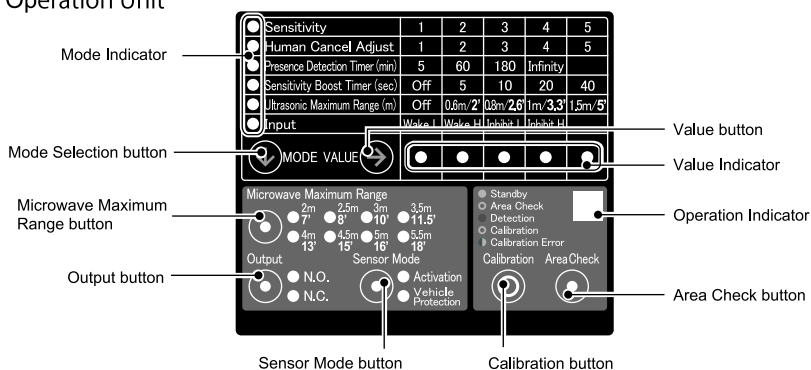 Operation Unit
Sensitivity 1 2 3 4 5
Human Cancel Adjust 1 2 3 4 5
Presence Detection Timer (min) 5 60 180 Infinity
Sensitivity Boost Timer (sec) Off 5 10 20 40
Ultrasonic Maximum Range (m) Off 0.6m/2' 0.8m/2,6' 1m/3,3' 1,5m/5'
Input Wake L Wake H Inhibit L Inhibit H
MODE VALUE
Mode Indicator
Mode Selection button
Microwave Maximum
Range button
Output button
Microwave Maximum Range
2m 2.5m 3m 3,5m
7' 8' 10' 11.5'
4m 4.5m 5m 5.5m
13' 15' 16' 18'
Output Sensor Mode
N.O.
N.C.
Activation
Vehicle
Protection
Standby
Area Check
Detection
Calibration
Calibration Error
Calibration Area Check
Value button
Value Indicator
Operation Indicator
Area Check button
Sensor Mode button
Calibration button